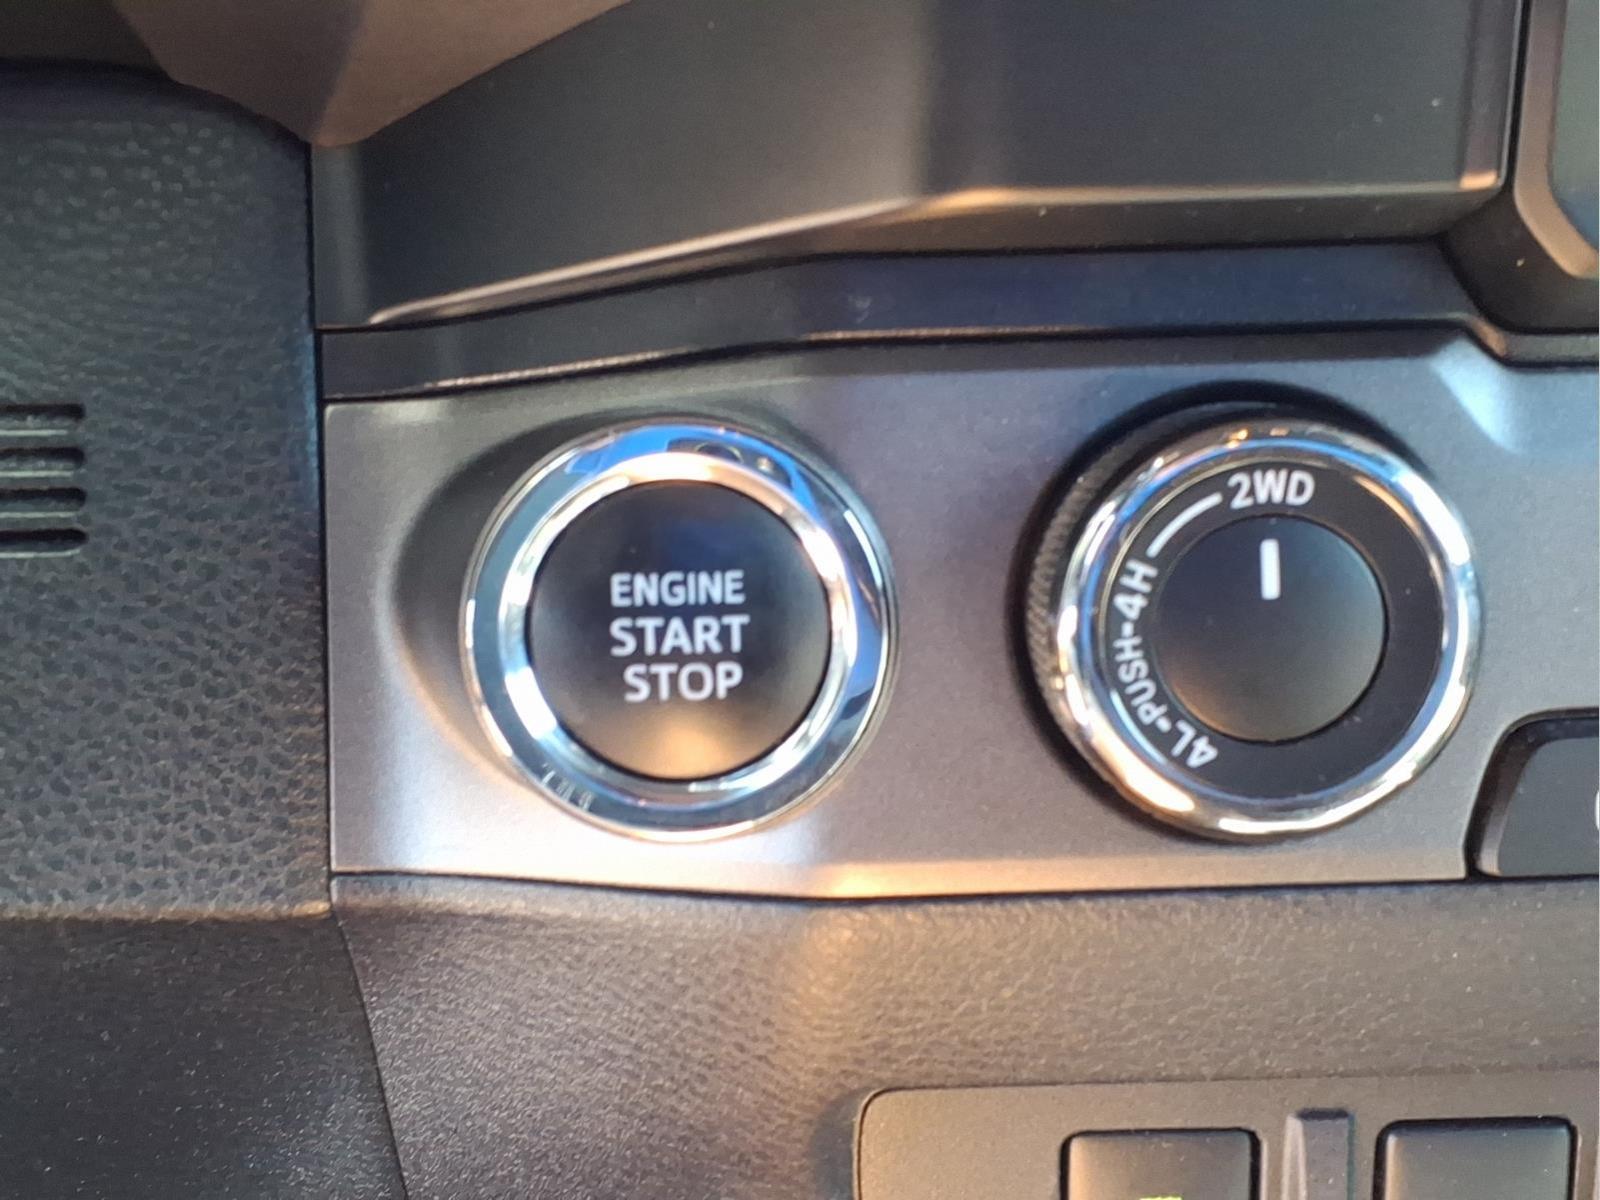 ENGINE
START
STOP
2WD
4L-PUSH-4H